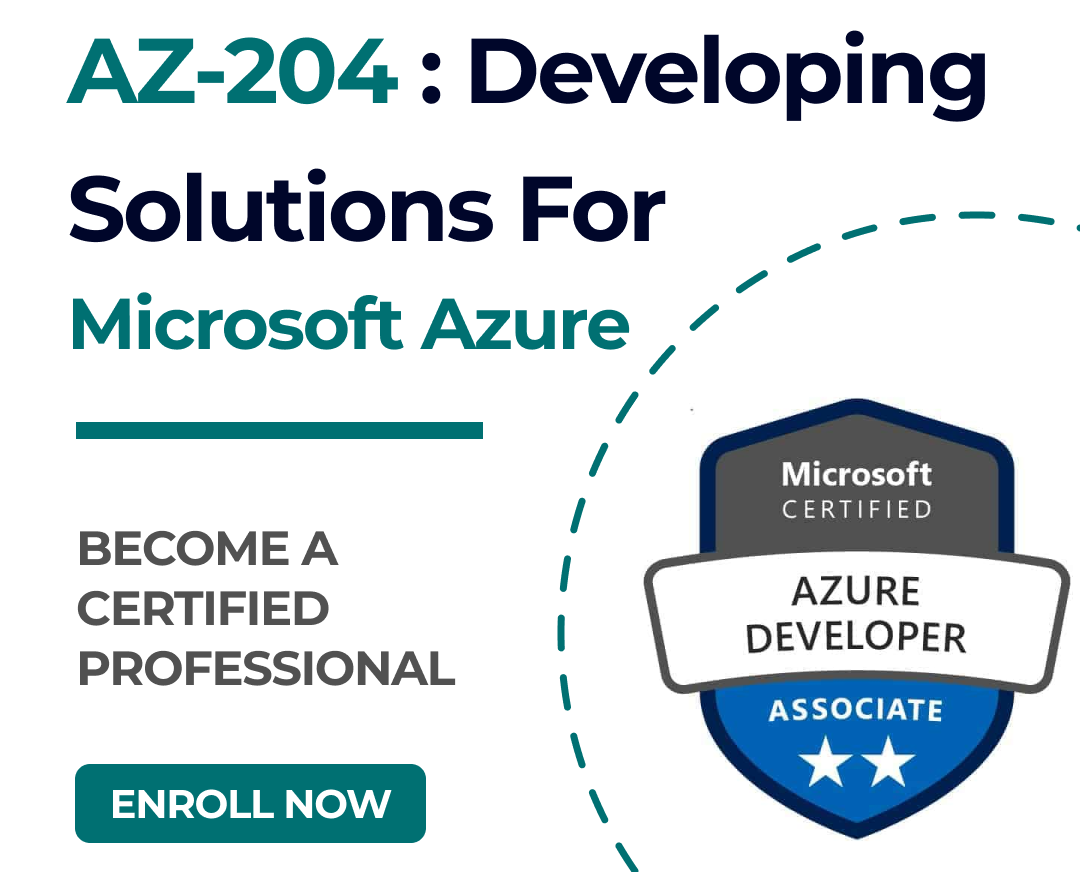 AZ-204 : Developing
Solutions For
Microsoft Azure
BECOME A
CERTIFIED
PROFESSIONAL
ENROLL NOW
Microsoft
CERTIFIED
AZURE
DEVELOPER
ASSOCIATE